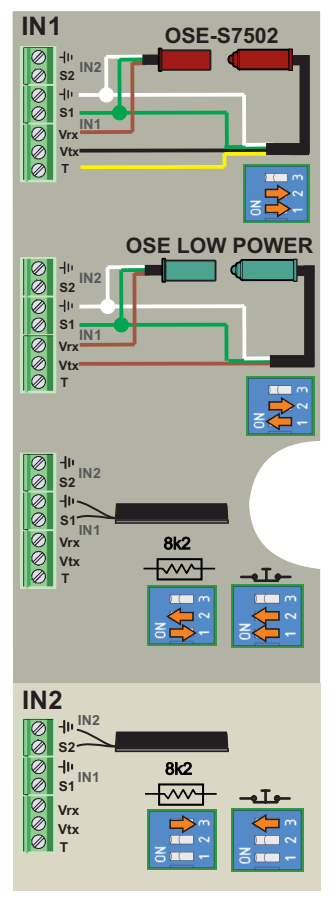 IN1
OSE-S7502
IN2
S2
S1
IN1
Vrx
Vtx
T
ON 1 2 3
OSE LOW POWER
IN2
S2
S1
IN1
Vrx
Vtx
T
ON 1 2 3
IN2
S2
S1
IN1
Vrx
Vtx
T
8k2
ON 1 2 3
ON 1 2 3
IN2
IN2
S2
IN1
S1
Vrx
Vtx
T
8k2
ON 1 2 3
ON 1 2 3